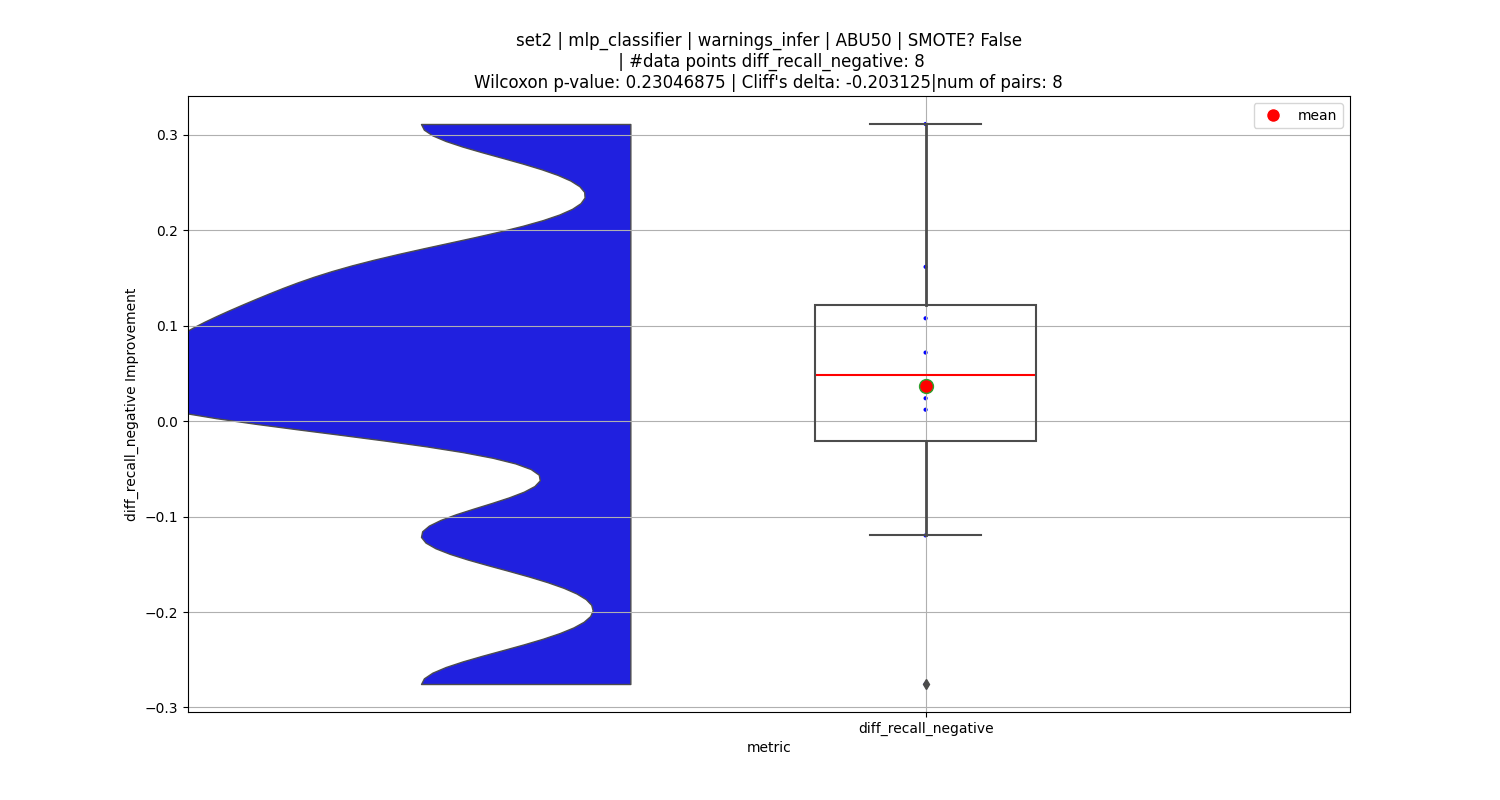 set2 | mlp_classifier | warnings_infer | ABU50 | SMOTE? False
| #data points diff_recall_negative: 8
Wilcoxon p-value: 0.23046875 | Cliff's delta: -0.203125|num of pairs: 8
mean
0.3
0.2
0.1
0.0
−0.1
−0.2
−0.3
diff_recall_negative Improvement
diff_recall_negative
metric